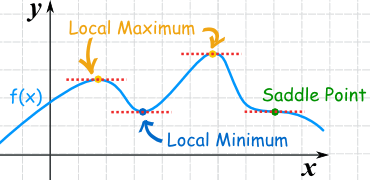 y
Local Maximum
f(x)
Saddle Point
Local Minimum
x